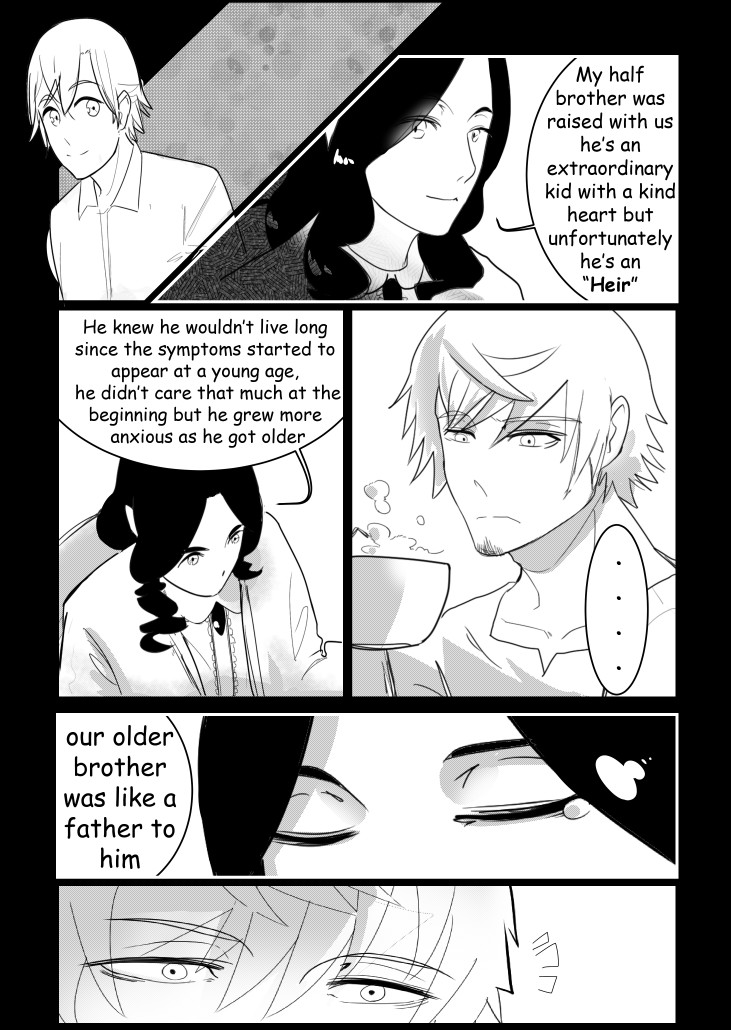 My half
brother was
raised with us
he's an
extraordinary
kid with a kind
heart but
unfortunately
he's an
"Heir"
He knew he wouldn't live long
since the symptoms started to
appear at a young age,
he didn't care that much at the
beginning but he grew more
anxious as he got older
. . . .
our older
brother
was like a
father to
him